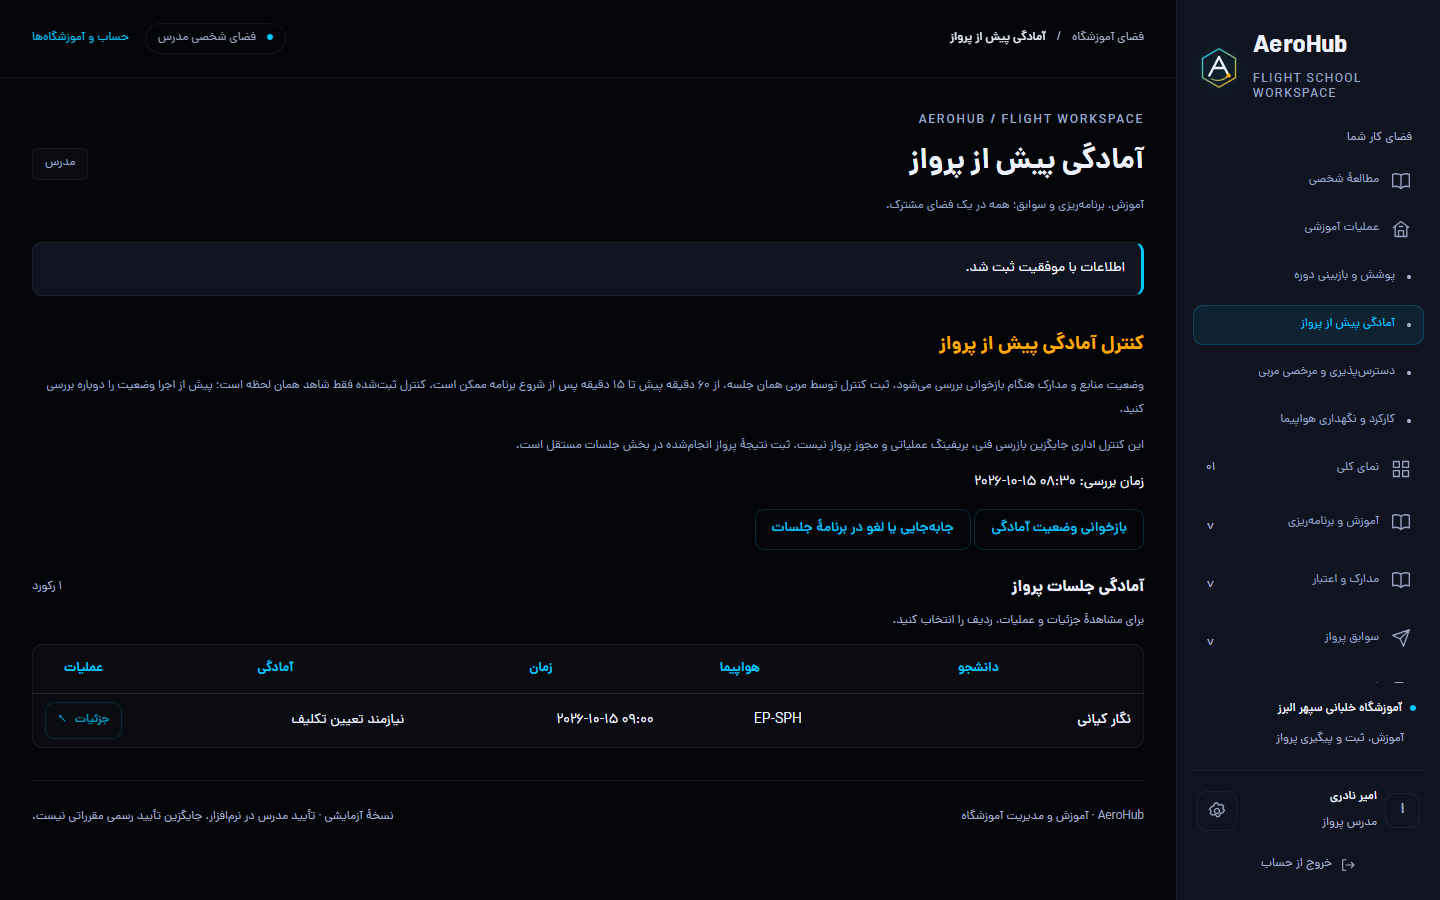 AeroHub
FLIGHT SCHOOL
WORKSPACE
فضای کار شما
مطالعهٔ شخصی
عملیات آموزشی
پوشش و بازبینی دوره
آمادگی پیش از پرواز
دسترس‌پذیری و مرخصی مربی
کارکرد و نگهداری هواپیما
نمای کلی ۰۱
آموزش و برنامه‌ریزی ۷
مدارک و اعتبار ۷
سوابق پرواز ۷
آموزشگاه خلبانی سپهر البرز
آموزش، ثبت و پیگیری پرواز
ا
امیر نادری
مدرس پرواز
خروج از حساب
فضای آموزشگاه / آمادگی پیش از پرواز
فضای شخصی مدرس
حساب و آموزشگاه‌ها
AEROHUB / FLIGHT WORKSPACE
آمادگی پیش از پرواز
مدرس
آموزش، برنامه‌ریزی و سوابق؛ همه در یک فضای مشترک.
اطلاعات با موفقیت ثبت شد.
کنترل آمادگی پیش از پرواز
وضعیت منابع و مدارک هنگام بازخوانی بررسی می‌شود. ثبت کنترل توسط مربی همان جلسه، از ۶۰ دقیقه پیش تا ۱۵ دقیقه پس از شروع برنامه ممکن است. کنترل ثبت‌شده فقط شاهد همان لحظه است؛ پیش از اجرا وضعیت را دوباره بررسی
کنید.
این کنترل اداری جایگزین بازرسی فنی، بریفینگ عملیاتی و مجوز پرواز نیست. ثبت نتیجهٔ پرواز انجام‌شده در بخش جلسات مستقل است.
زمان بررسی: ۰۸:۳۰ ۲۰۲۶-۱۰-۱۵
بازخوانی وضعیت آمادگی
جابه‌جایی یا لغو در برنامهٔ جلسات
آمادگی جلسات پرواز
۱ رکورد
برای مشاهدهٔ جزئیات و عملیات، ردیف را انتخاب کنید.
دانشجو هواپیما زمان آمادگی عملیات
نگار کیانی EP-SPH ۲۰۲۶-۱۰-۱۵ ۰۹:۰۰ نیازمند تعیین تکلیف جزئیات ↖
AeroHub · آموزش و مدیریت آموزشگاه
نسخهٔ آزمایشی · تأیید مدرس در نرم‌افزار، جایگزین تأیید رسمی مقرراتی نیست.